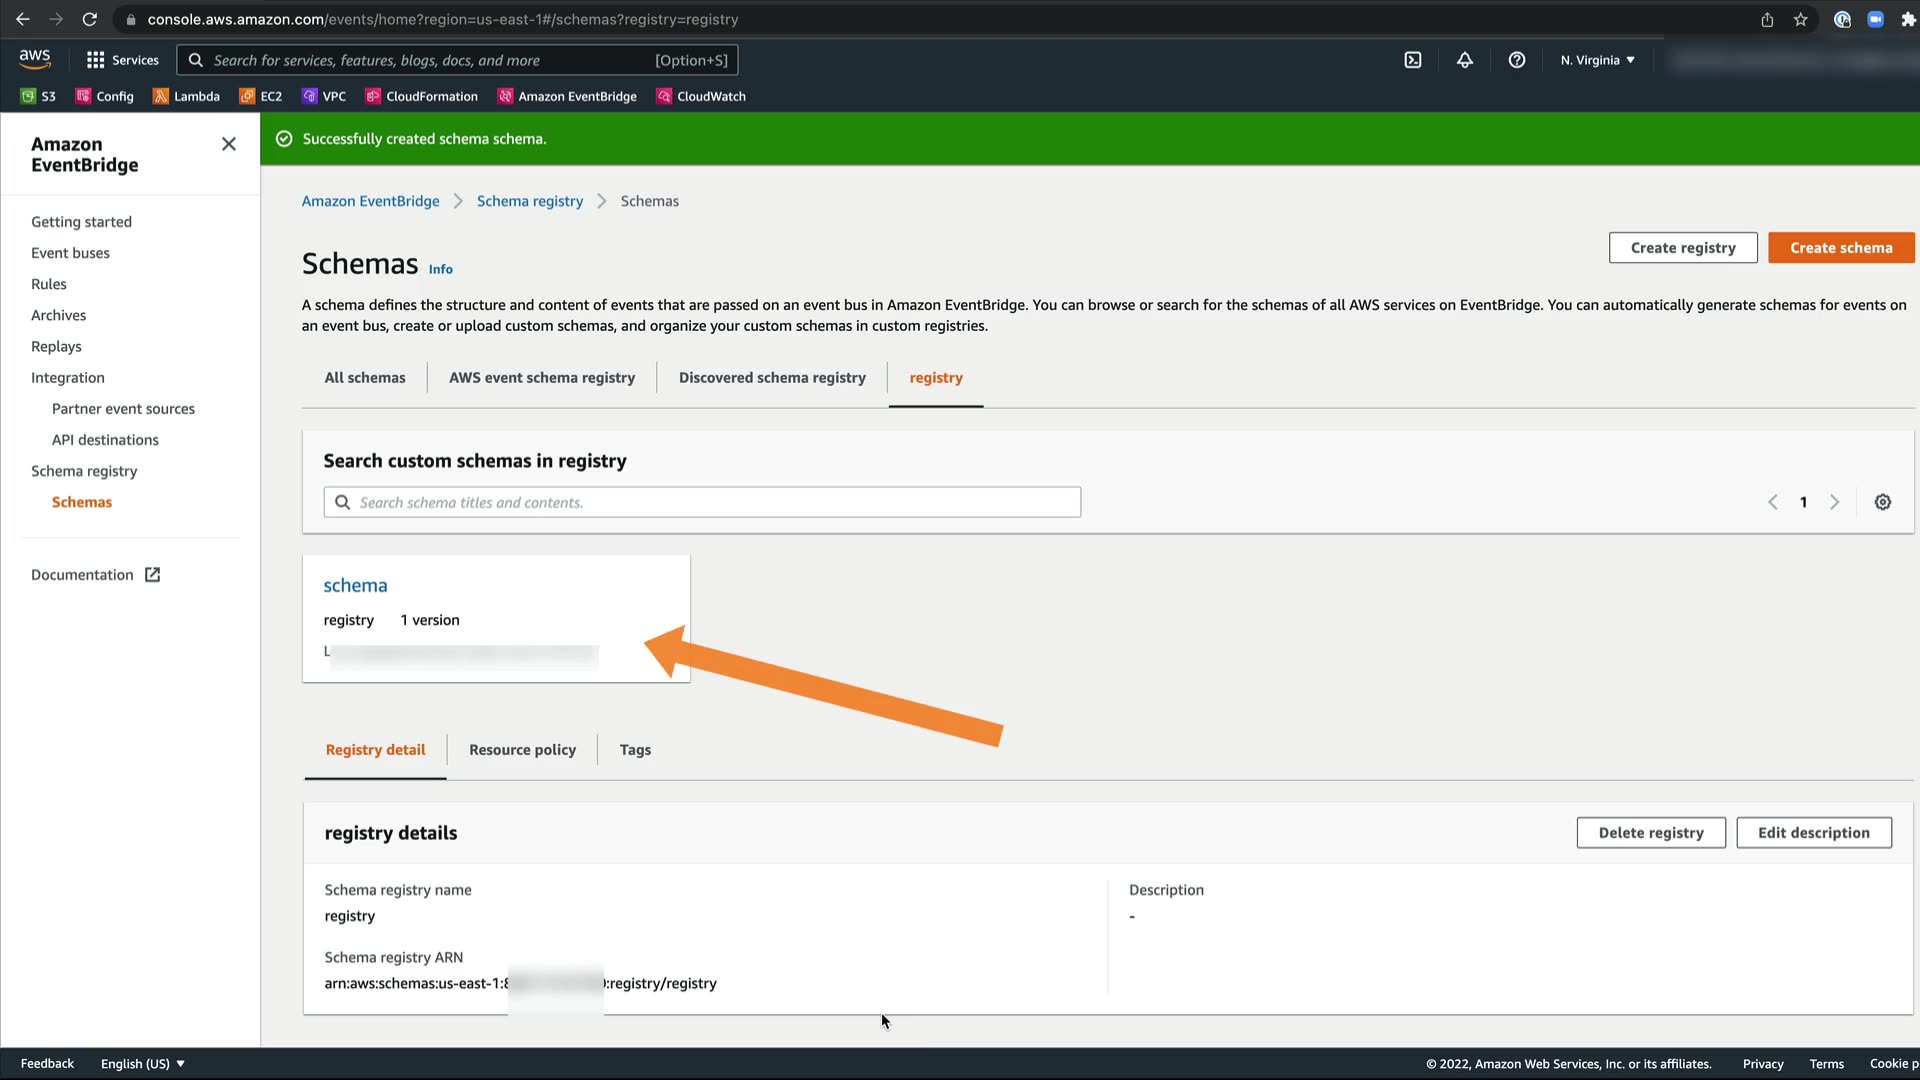 console.aws.amazon.com/events/home?region=us-east-1#/schemas?registry=registry
aws
Services
Search for services, features, blogs, docs, and more
[Option+S]
N. Virginia
S3
Config
Lambda
EC2
VPC
CloudFormation
Amazon EventBridge
CloudWatch
Amazon
EventBridge
Successfully created schema schema.
Getting started
Event buses
Rules
Archives
Replays
Integration
Partner event sources
API destinations
Schema registry
Schemas
Documentation
Amazon EventBridge
Schema registry
Schemas
Schemas Info
Create registry
Create schema
A schema defines the structure and content of events that are passed on an event bus in Amazon EventBridge. You can browse or search for the schemas of all AWS services on EventBridge. You can automatically generate schemas for events on
an event bus, create or upload custom schemas, and organize your custom schemas in custom registries.
All schemas
AWS event schema registry
Discovered schema registry
registry
Search custom schemas in registry
Search schema titles and contents.
1
schema
registry 1 version
Registry detail
Resource policy
Tags
registry details
Delete registry
Edit description
Schema registry name
registry
Description
-
Schema registry ARN
arn:aws:schemas:us-east-1: :registry/registry
Feedback
English (US)
© 2022, Amazon Web Services, Inc. or its affiliates.
Privacy
Terms
Cookie p